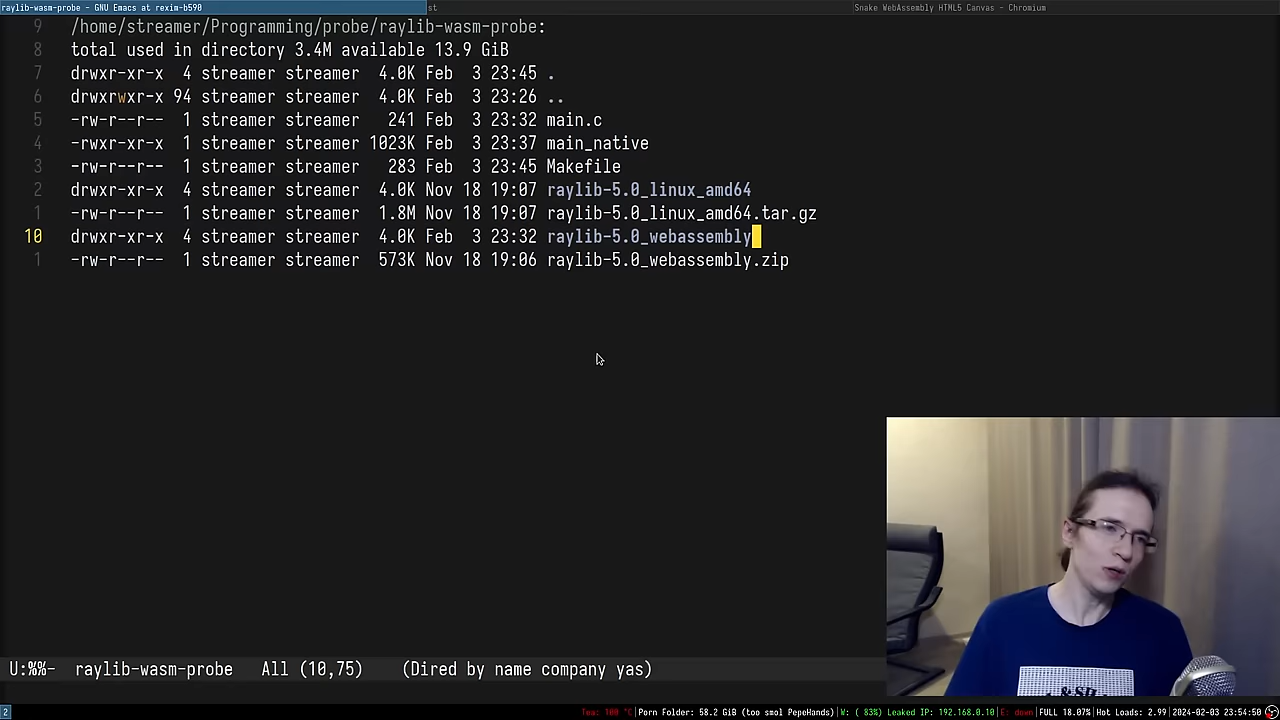 raylib-wasm-probe - GNU Emacs at rexim-b590
st
Snake WebAssembly HTML5 Canvas - Chromium
9 /home/streamer/Programming/probe/raylib-wasm-probe:
8 total used in directory 3.4M available 13.9 GiB
7 drwxr-xr-x 4 streamer streamer 4.0K Feb 3 23:45 .
6 drwxrwxr-x 94 streamer streamer 4.0K Feb 3 23:26 ..
5 -rw-r--r-- 1 streamer streamer 241 Feb 3 23:32 main.c
4 -rwxr-xr-x 1 streamer streamer 1023K Feb 3 23:37 main_native
3 -rw-r--r-- 1 streamer streamer 283 Feb 3 23:45 Makefile
2 drwxr-xr-x 4 streamer streamer 4.0K Nov 18 19:07 raylib-5.0_linux_amd64
1 -rw-r--r-- 1 streamer streamer 1.8M Nov 18 19:07 raylib-5.0_linux_amd64.tar.gz
10 drwxr-xr-x 4 streamer streamer 4.0K Feb 3 23:32 raylib-5.0_webassembly
1 -rw-r--r-- 1 streamer streamer 573K Nov 18 19:06 raylib-5.0_webassembly.zip
U:%%- raylib-wasm-probe All (10,75) (Dired by name company yas)
2 100 °C|Porn Folder: 58.2 GiB (too smol PepeHands)|W: ( 83%) Leaked IP: 192.168.0.10|E: down|FULL 18.07%|Hot Loads: 2.99|2024-02-03 23:54:50